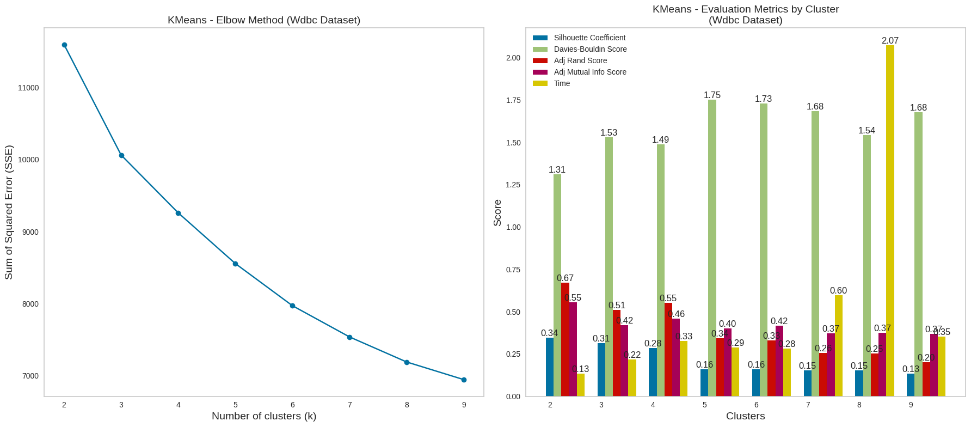 KMeans - Elbow Method (Wdbc Dataset)
Sum of Squared Error (SSE)
11000
10000
9000
8000
7000
2 3 4 5 6 7 8 9
Number of clusters (k)
KMeans - Evaluation Metrics by Cluster
(Wdbc Dataset)
Silhouette Coefficient
Davies-Bouldin Score
Adj Rand Score
Adj Mutual Info Score
Time
Score
2.00
1.75
1.50
1.25
1.00
0.75
0.50
0.25
0.00
0.34 1.31 0.67 0.55 0.13
0.31 1.53 0.51 0.42 0.22
0.28 1.49 0.55 0.46 0.33
0.16 1.75 0.40 0.29
0.16 1.73 0.42 0.28
0.15 1.68 0.37 0.60
0.15 1.54 0.37 2.07
0.13 1.68 0.35
2 3 4 5 6 7 8 9
Clusters